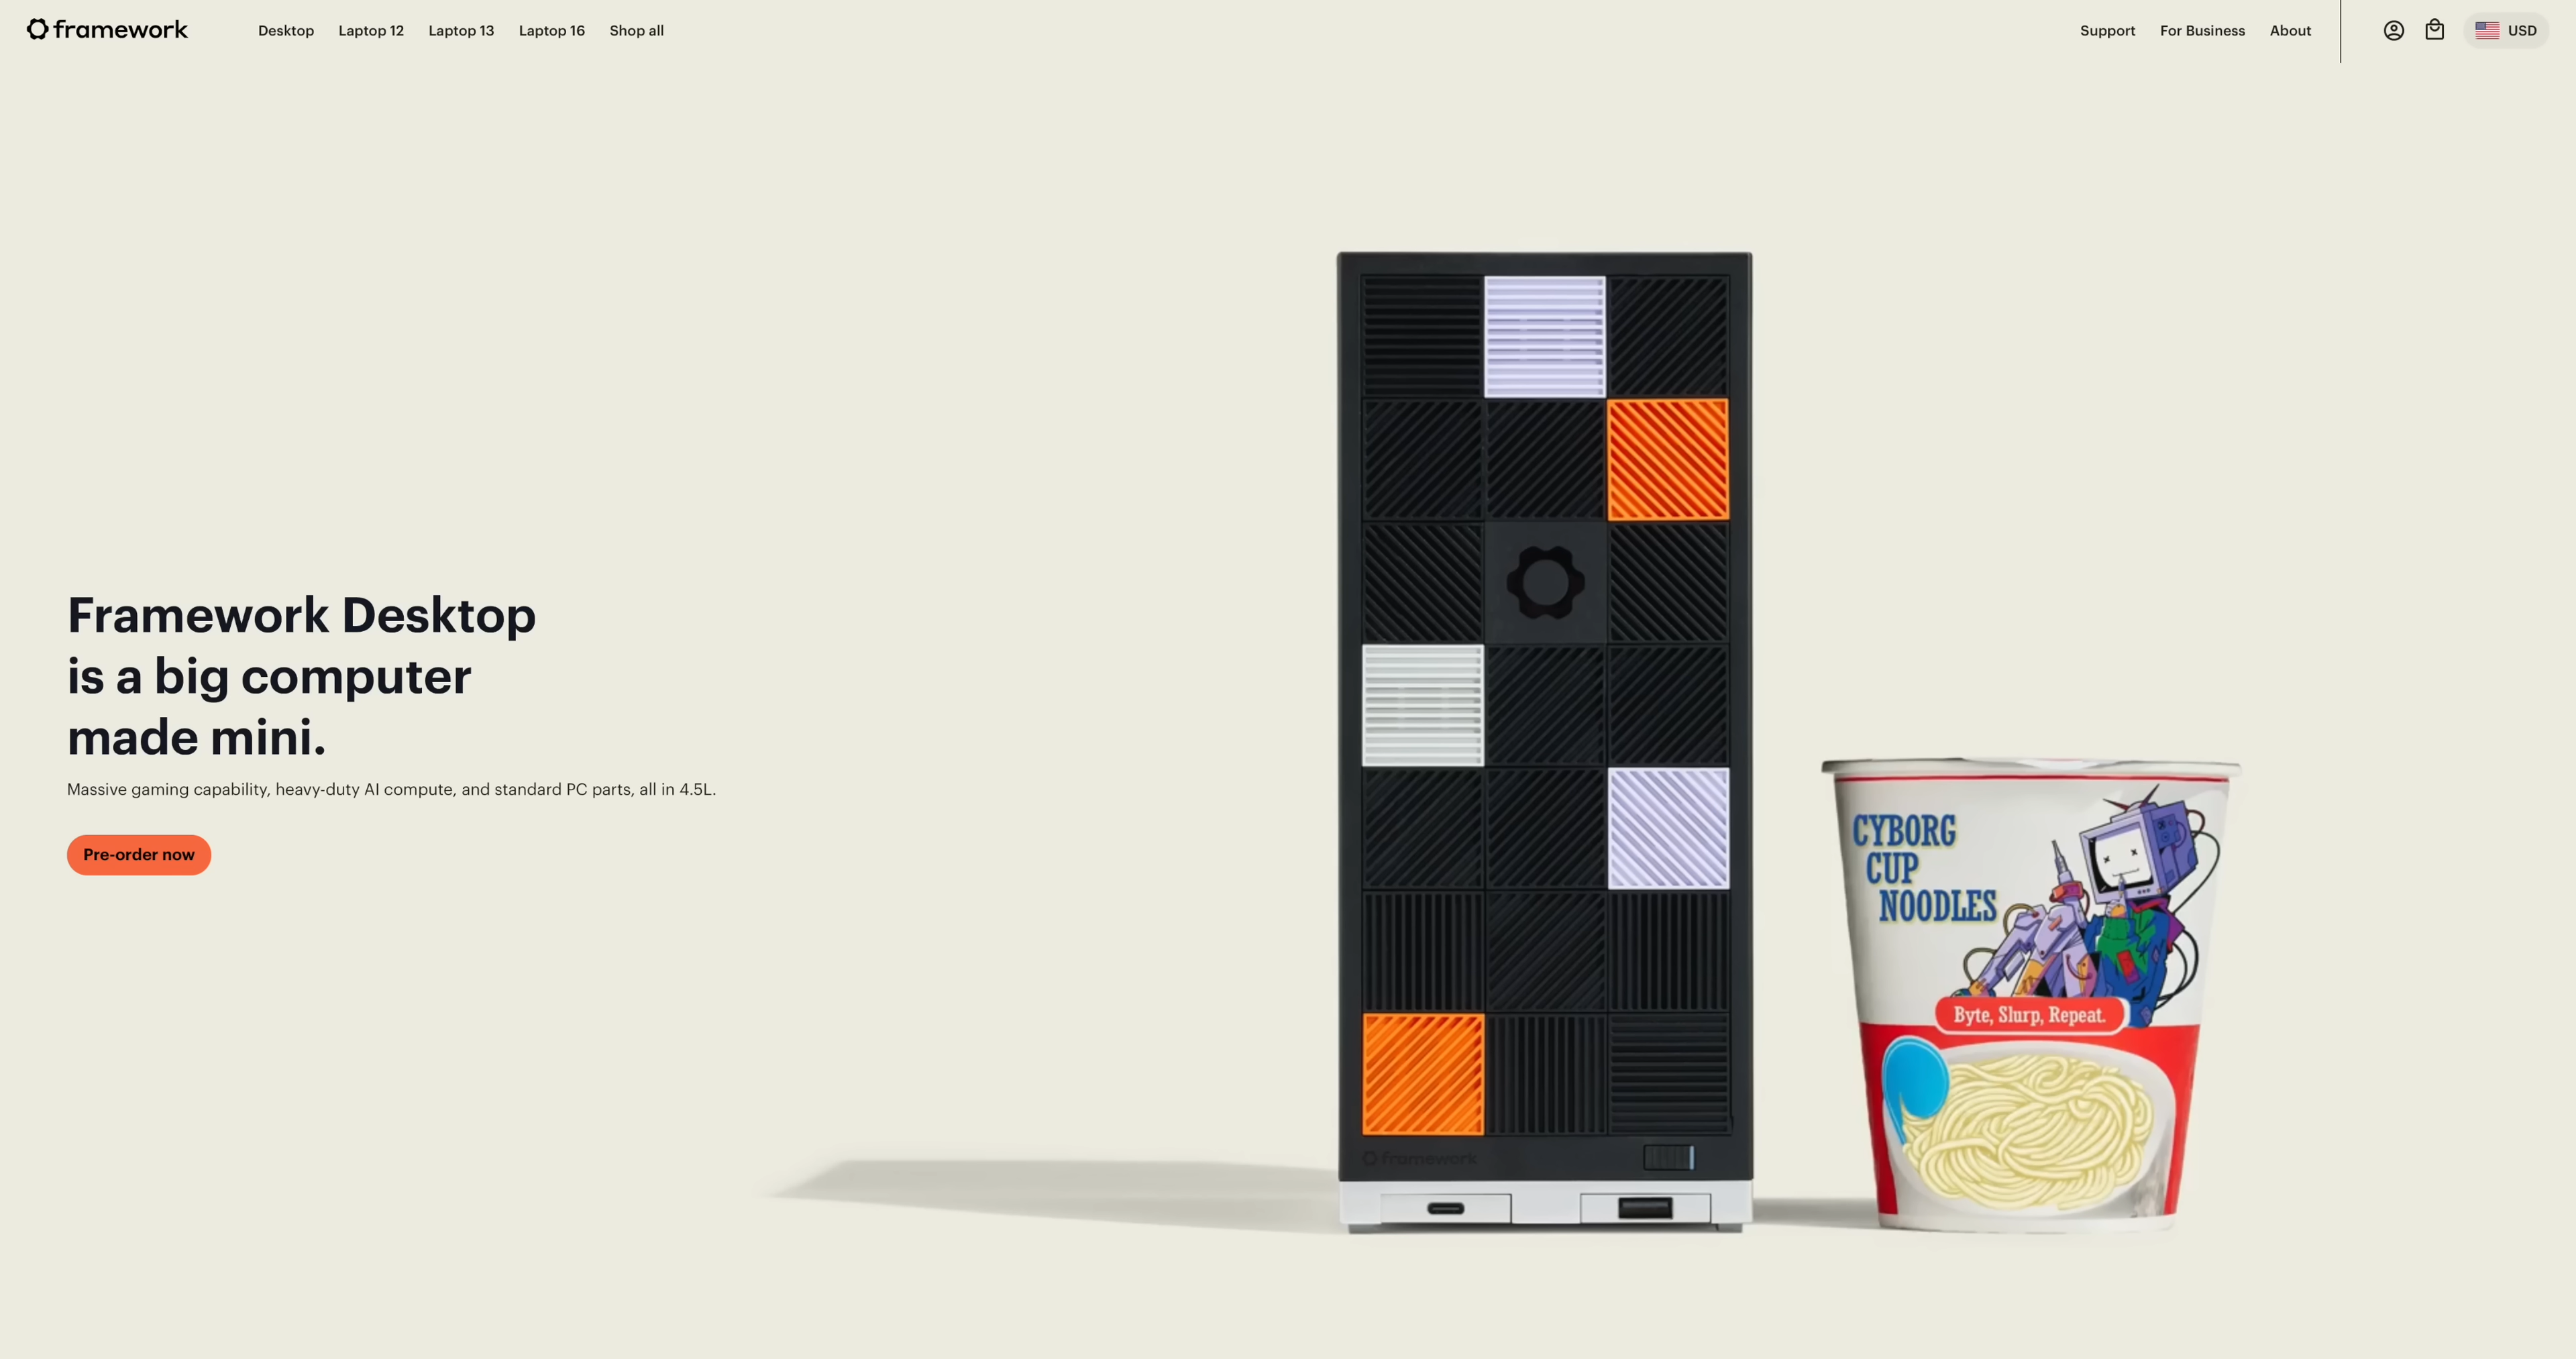 framework
Desktop
Laptop 12
Laptop 13
Laptop 16
Shop all
Support
For Business
About
USD
Framework Desktop
is a big computer
made mini.
Massive gaming capability, heavy-duty AI compute, and standard PC parts, all in 4.5L.
Pre-order now
framework
CYBORG
CUP
NOODLES
Byte, Slurp, Repeat.